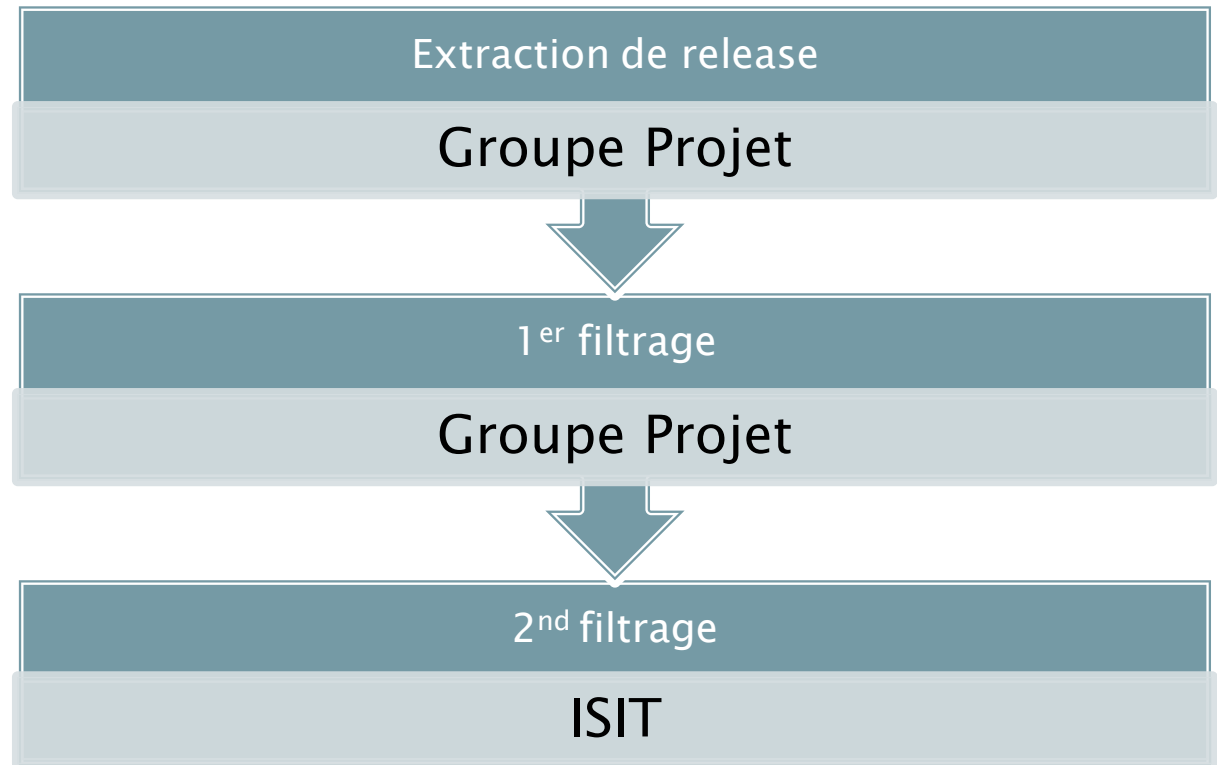 Extraction de release
Groupe Projet
1er filtrage
Groupe Projet
2nd filtrage
ISIT